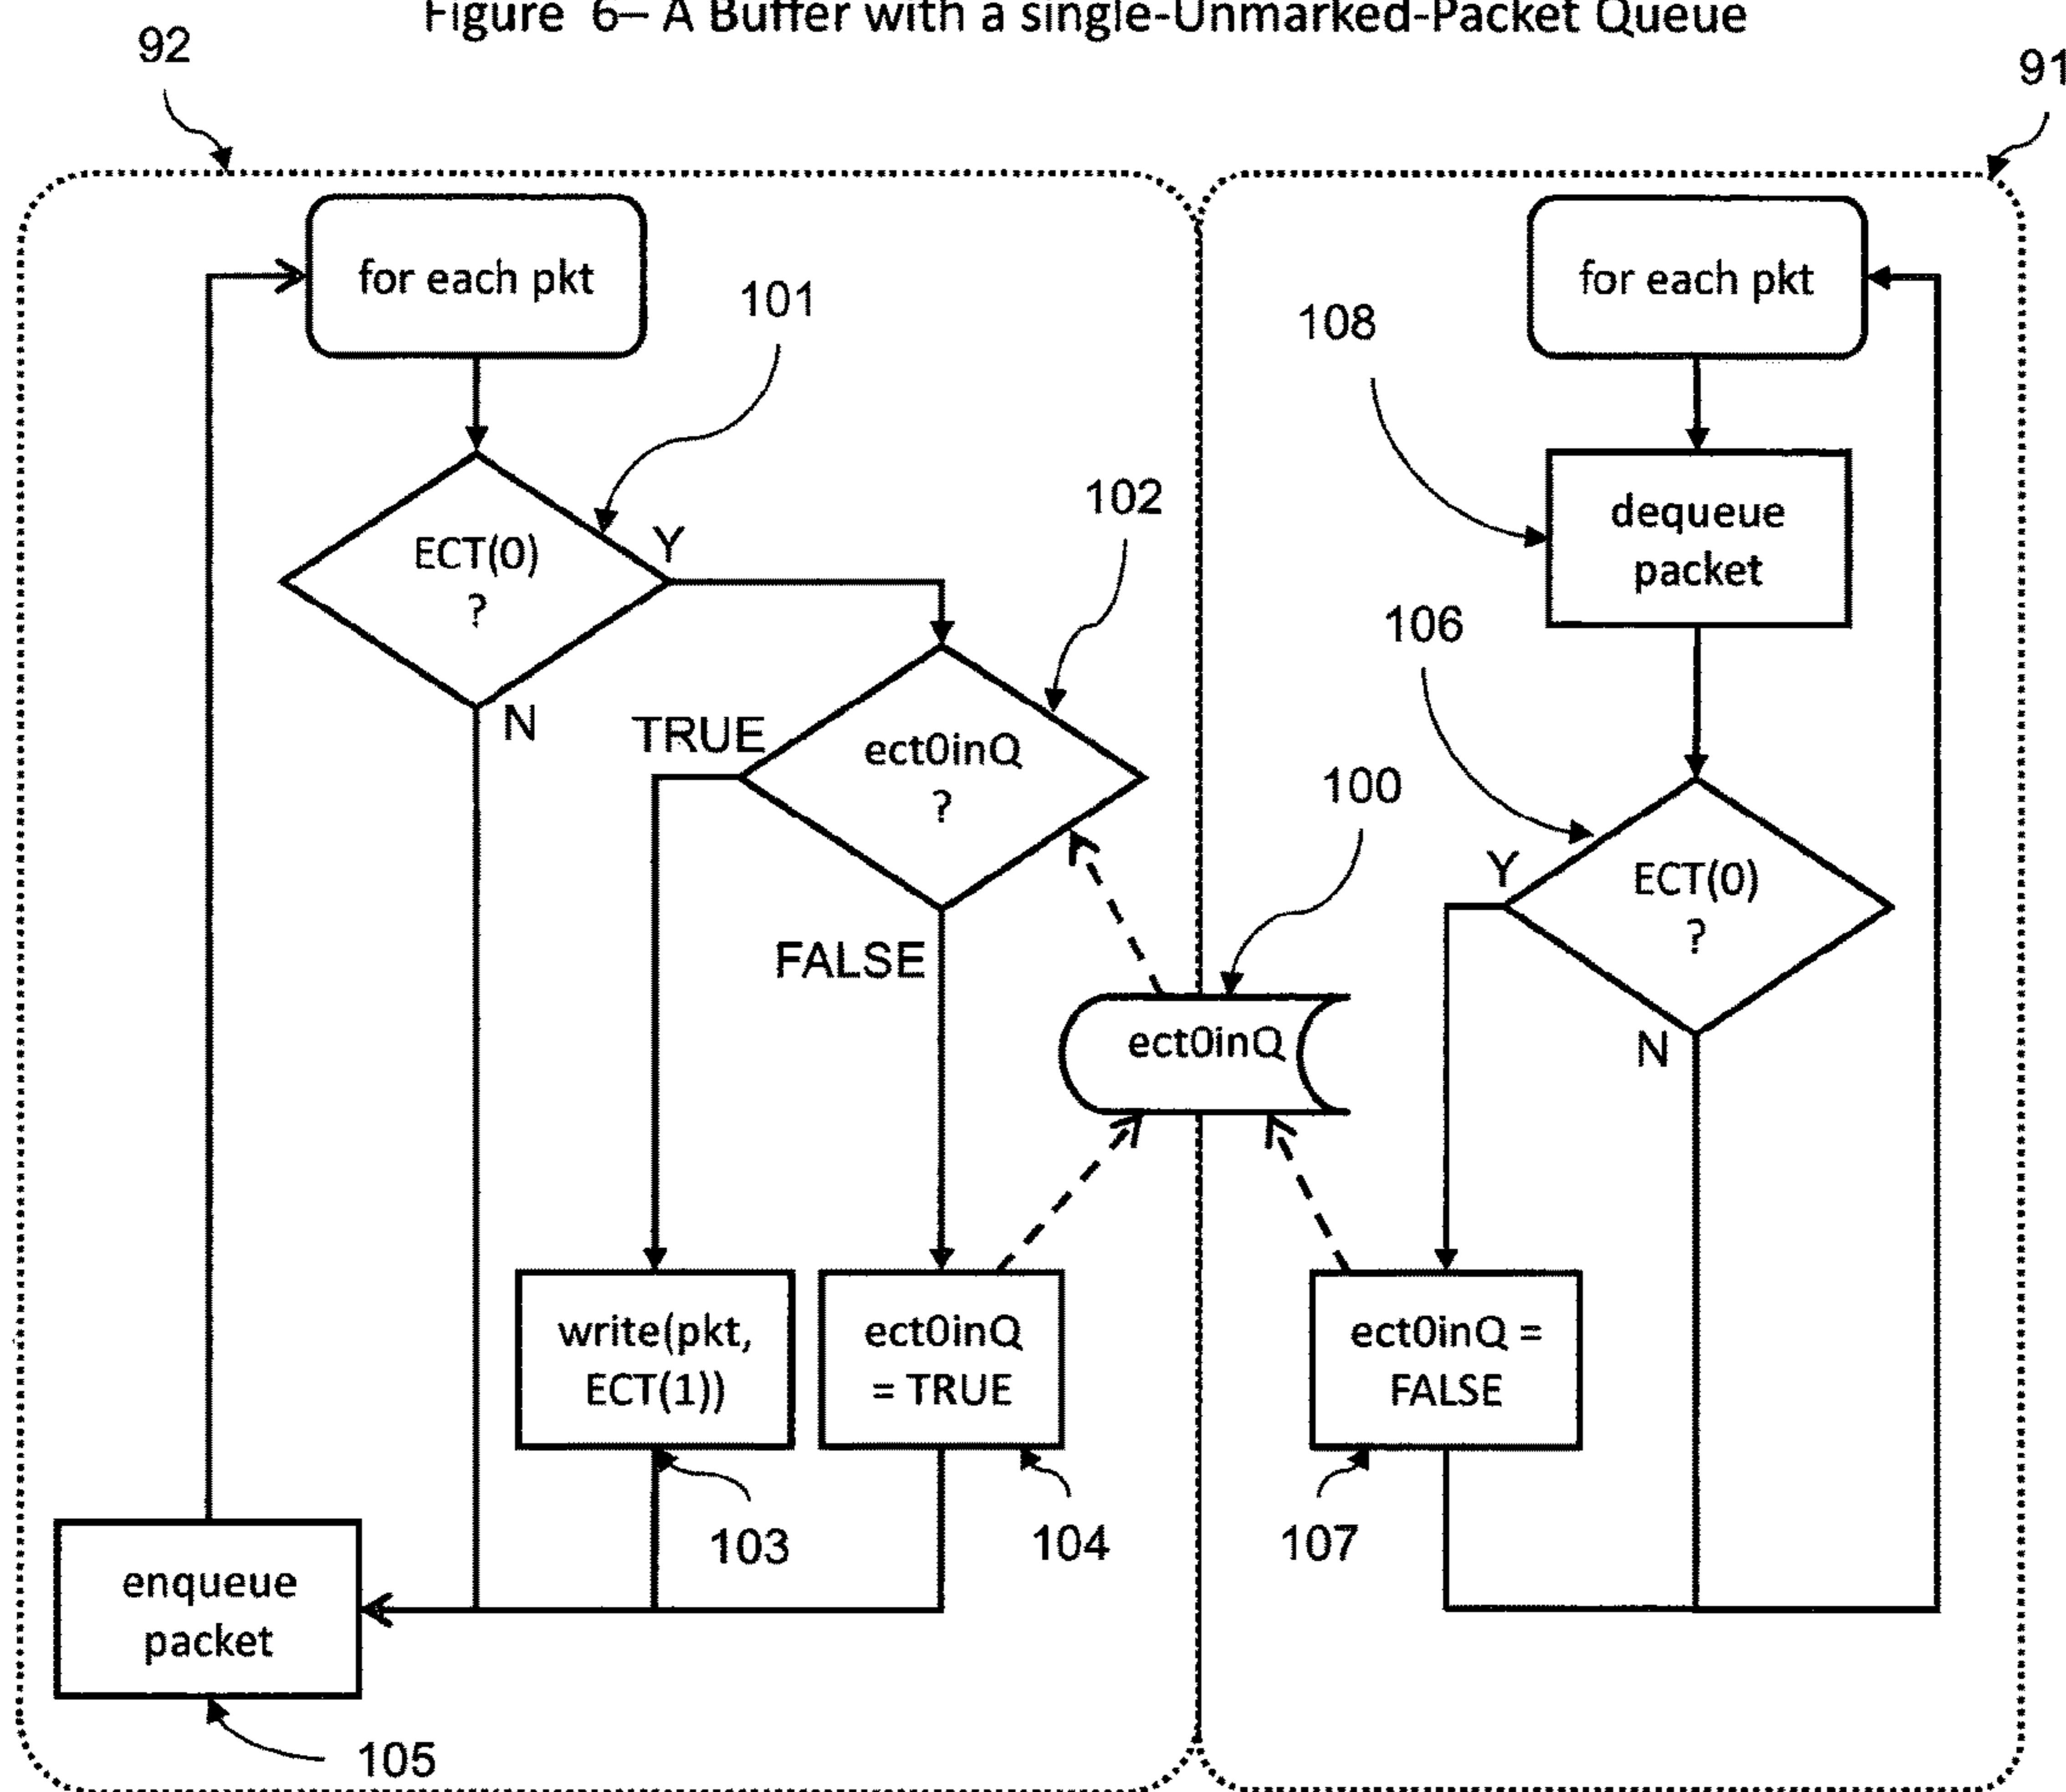 Figure 6– A Buffer with a single-Unmarked-Packet Queue
92
91
for each pkt
101
ECT(0)
?
Y
N
102
TRUE
ect0inQ
?
FALSE
100
ect0inQ
write(pkt,
ECT(1))
ect0inQ
= TRUE
103
104
enqueue
packet
105
for each pkt
108
dequeue
packet
106
Y
ECT(0)
?
N
ect0inQ =
FALSE
107